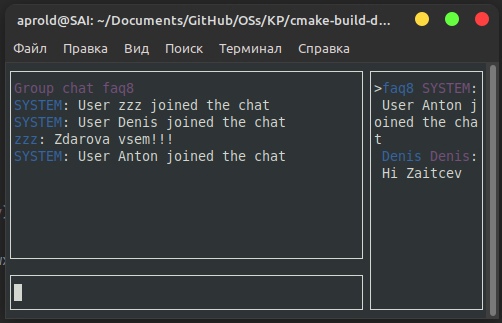 aprold@SAI: ~/Documents/GitHub/OSs/KP/cmake-build-d...
Файл Правка Вид Поиск Терминал Справка
Group chat faq8
SYSTEM: User zzz joined the chat
SYSTEM: User Denis joined the chat
zzz: Zdarova vsem!!!
SYSTEM: User Anton joined the chat
>faq8 SYSTEM:
User Anton j
oined the cha
t
Denis Denis:
Hi Zaitcev